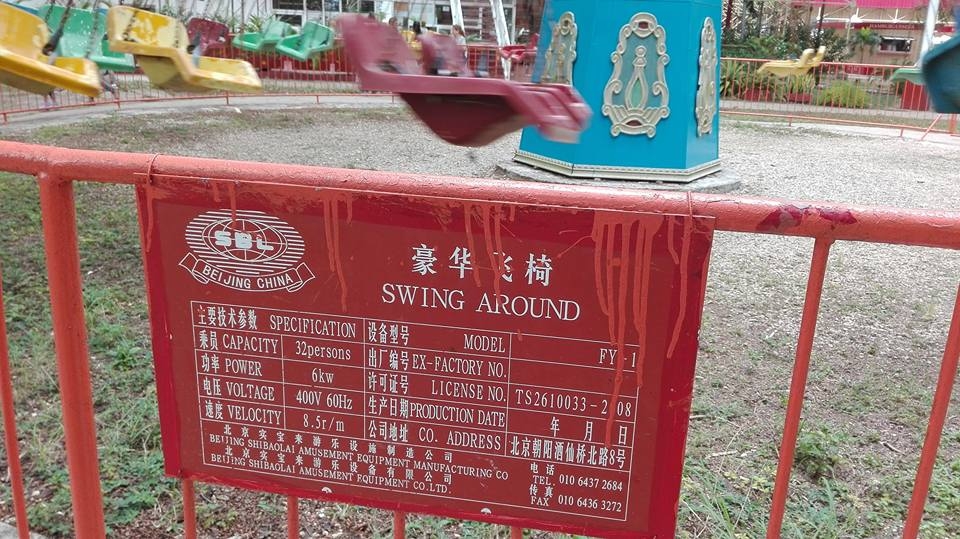 SBL
BEIJING CHINA
豪华飞椅
SWING AROUND
主要技术参数 SPECIFICATION 设备型号 MODEL FY-1
乘员 CAPACITY 32persons 出厂编号 EX-FACTORY NO.
功率 POWER 6kw 许可证号 LICENSE NO. TS2610033-2 08
电压 VOLTAGE 400V 60Hz 生产日期 PRODUCTION DATE 年 月 日
速度 VELOCITY 8.5r/m 公司地址 CO. ADDRESS 北京朝阳酒仙桥北路8号
北京实宝来游乐设施制造公司
BEIJING SHIBAOLAI AMUSEMENT EQUIPMENT MANUFACTURING CO
北京实宝来游乐设备有限公司
BEIJING SHIBAOLAI AMUSEMENT EQUIPMENT CO.LTD.
电话
TEL. 010 6437 2684
传真
FAX 010 6436 3272